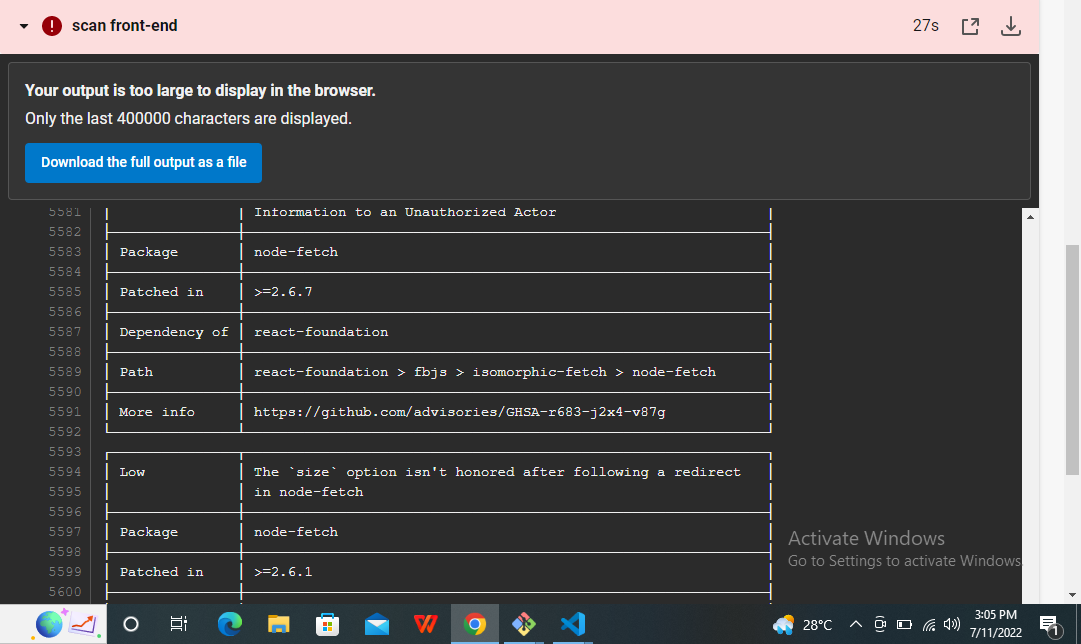 scan front-end
27s
Your output is too large to display in the browser.
Only the last 400000 characters are displayed.
Download the full output as a file
5581 Information to an Unauthorized Actor
5582
5583 Package node-fetch
5584
5585 Patched in >=2.6.7
5586
5587 Dependency of react-foundation
5588
5589 Path react-foundation > fbjs > isomorphic-fetch > node-fetch
5590
5591 More info https://github.com/advisories/GHSA-r683-j2x4-v87g
5592
5593
5594 Low The `size` option isn't honored after following a redirect
5595 in node-fetch
5596
5597 Package node-fetch
5598
5599 Patched in >=2.6.1
5600
Activate Windows
Go to Settings to activate Windows.
28°C
3:05 PM
7/11/2022
1